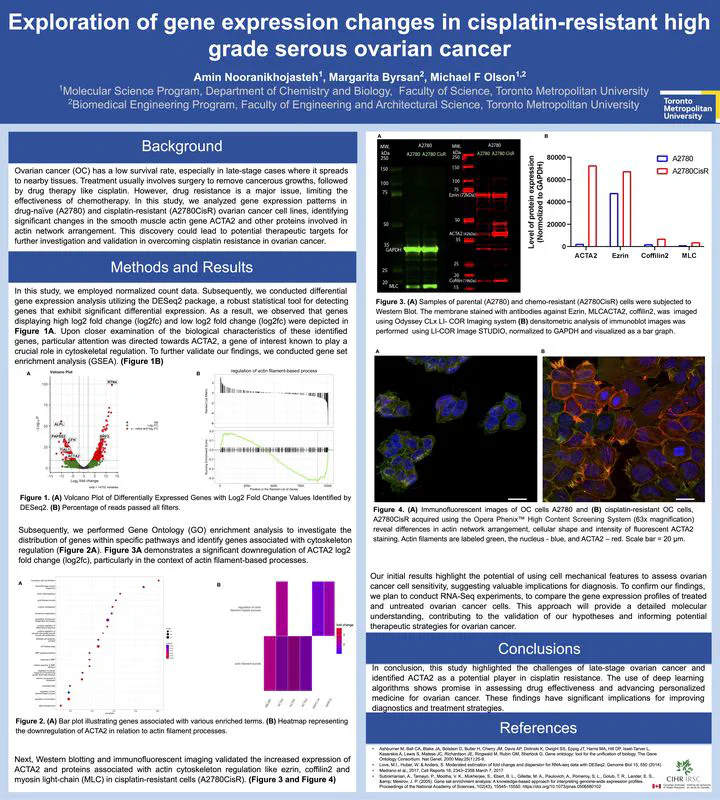 Exploration of gene expression changes in cisplatin-resistant high
grade serous ovarian cancer
Amin Nooranikhojasteh1, Margarita Byrsan2, Michael F Olson1,2
1Molecular Science Program, Department of Chemistry and Biology, Faculty of Science, Toronto Metropolitan University
2Biomedical Engineering Program, Faculty of Engineering and Architectural Science, Toronto Metropolitan University
Toronto
Metropolitan
University
Background
Ovarian cancer (OC) has a low survival rate, especially in late-stage cases where it spreads
to nearby tissues. Treatment usually involves surgery to remove cancerous growths, followed
by drug therapy like cisplatin. However, drug resistance is a major issue, limiting the
effectiveness of chemotherapy. In this study, we analyzed gene expression patterns in
drug-naïve (A2780) and cisplatin-resistant (A2780CisR) ovarian cancer cell lines, identifying
significant changes in the smooth muscle actin gene ACTA2 and other proteins involved in
actin network arrangement. This discovery could lead to potential therapeutic targets for
further investigation and validation in overcoming cisplatin resistance in ovarian cancer.
Methods and Results
In this study, we employed normalized count data. Subsequently, we conducted differential
gene expression analysis utilizing the DESeq2 package, a robust statistical tool for detecting
genes that exhibit significant differential expression. As a result, we observed that genes
displaying high log2 fold change (log2fc) and low log2 fold change (log2fc) were depicted in
Figure 1A. Upon closer examination of the biological characteristics of these identified
genes, particular attention was directed towards ACTA2, a gene of interest known to play a
crucial role in cytoskeletal regulation. To further validate our findings, we conducted gene set
enrichment analysis (GSEA). (Figure 1B)
A
Volcano Plot
B
regulation of actin filament-based process
Figure 1. (A) Volcano Plot of Differentially Expressed Genes with Log2 Fold Change Values Identified by
DESeq2. (B) Percentage of reads passed all filters.
Subsequently, we performed Gene Ontology (GO) enrichment analysis to investigate the
distribution of genes within specific pathways and identify genes associated with cytoskeleton
regulation (Figure 2A). Figure 3A demonstrates a significant downregulation of ACTA2 log2
fold change (log2fc), particularly in the context of actin filament-based processes.
A
B
regulation of actin
filament-based process
actin filament bundle
fold change
Figure 2. (A) Bar plot illustrating genes associated with various enriched terms. (B) Heatmap representing
the downregulation of ACTA2 in relation to actin filament processes.
Next, Western blotting and immunofluorescent imaging validated the increased expression of
ACTA2 and proteins associated with actin cytoskeleton regulation like ezrin, coffilin2 and
myosin light-chain (MLC) in cisplatin-resistant cells (A2780CisR). (Figure 3 and Figure 4)
A
MW,
kDa
A2780 A2780 CisR
250
150
100
75
50
35
25
15
GAPDH
MLC
MW,
kDa
A2780 A2780 CisR
250
150
100
75
50
35
25
15
Ezrin (72kDa)
ACTA2 (42kDa)
Coffilin
B
Level of protein expression
(Normolized to GAPDH)
80000
60000
40000
20000
0
ACTA2 Ezrin Coffilin2 MLC
A2780
A2780CisR
Figure 3. (A) Samples of parental (A2780) and chemo-resistant (A2780CisR) cells were subjected to
Western Blot. The membrane stained with antibodies against Ezrin, MLCACTA2, coffilin2, was imaged
using Odyssey CLx LI- COR Imaging system (B) densitometric analysis of immunoblot images was
performed using LI-COR Image STUDIO, normalized to GAPDH and visualized as a bar graph.
A
B
Figure 4. (A) Immunofluorescent images of OC cells A2780 and (B) cisplatin-resistant OC cells,
A2780CisR acquired using the Opera Phenix™ High Content Screening System (63x magnification)
reveal differences in actin network arrangement, cellular shape and intensity of fluorescent ACTA2
staining. Actin filaments are labeled green, the nucleus - blue, and ACTA2 – red. Scale bar = 20 μm.
Our initial results highlight the potential of using cell mechanical features to assess ovarian
cancer cell sensitivity, suggesting valuable implications for diagnosis. To confirm our findings,
we plan to conduct RNA-Seq experiments, to compare the gene expression profiles of treated
and untreated ovarian cancer cells. This approach will provide a detailed molecular
understanding, contributing to the validation of our hypotheses and informing potential
therapeutic strategies for ovarian cancer.
Conclusions
In conclusion, this study highlighted the challenges of late-stage ovarian cancer and
identified ACTA2 as a potential player in cisplatin resistance. The use of deep learning
algorithms shows promise in assessing drug effectiveness and advancing personalized
medicine for ovarian cancer. These findings have significant implications for improving
diagnostics and treatment strategies.
References
Ashburner M, Ball CA, Blake JA, Botstein D, Butler H, Cherry JM, Davis AP, Dolinski K, Dwight SS, Eppig JT, Harris MA, Hill DP, Issel-Tarver L,
Kasarskis A, Lewis S, Matese JC, Richardson JE, Ringwald M, Rubin GM, Sherlock G. Gene ontology: tool for the unification of biology. The Gene
Ontology Consortium. Nat Genet. 2000 May;25(1):25-9.
Love, M.I., Huber, W. & Anders, S. Moderated estimation of fold change and dispersion for RNA-seq data with DESeq2. Genome Biol 15, 550 (2014)
Medrano et al., 2017, Cell Reports 18, 2343–2358 March 7, 2017
Subramanian, A., Tamayo, P., Mootha, V. K., Mukherjee, S., Ebert, B. L., Gillette, M. A., Paulovich, A., Pomeroy, S. L., Golub, T. R., Lander, E. S.,
&amp; Mesirov, J. P. (2005). Gene set enrichment analysis: A knowledge-based approach for interpreting genome-wide expression profiles.
Proceedings of the National Academy of Sciences, 102(43), 15545–15550. https://doi.org/10.1073/pnas.0506580102
CIHR IRSC